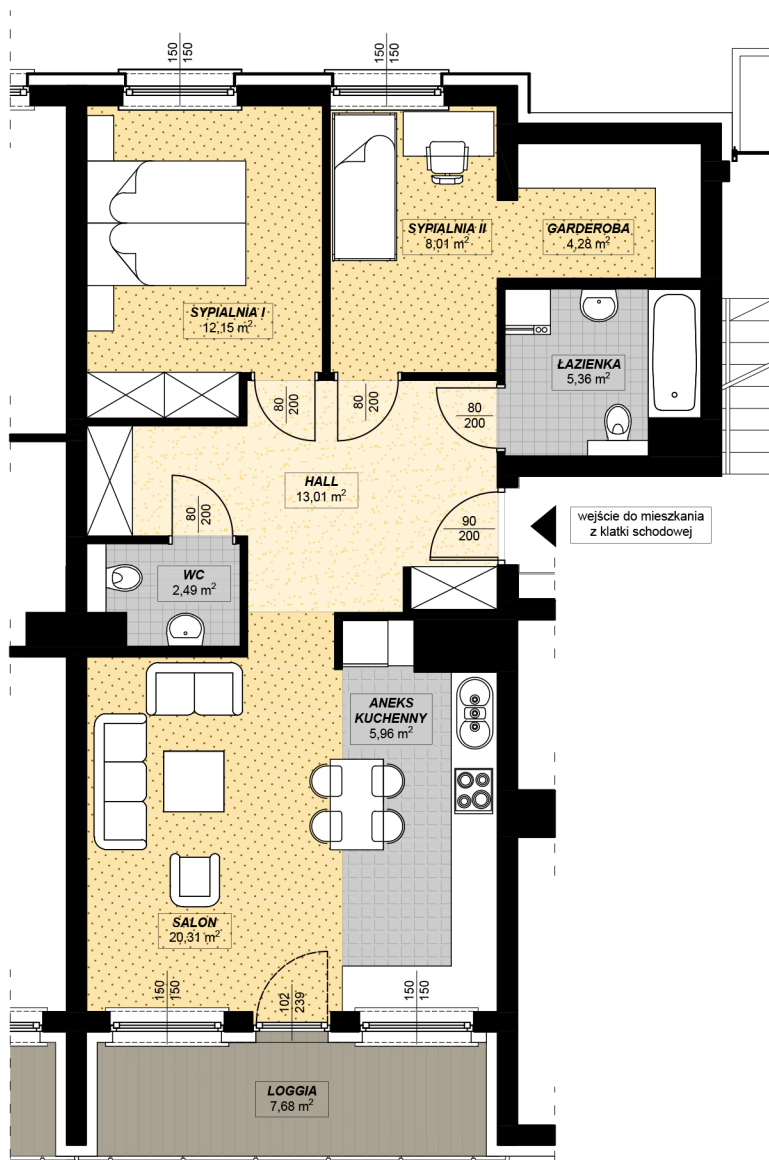 150
150
150
150
SYPIALNIA I
12,15 m²
SYPIALNIA II
8,01 m²
GARDEROBA
4,28 m²
ŁAZIENKA
5,36 m²
80
200
80
200
80
200
HALL
13,01 m²
80
200
90
200
wejście do mieszkania
z klatki schodowej
WC
2,49 m²
ANEKS
KUCHENNY
5,96 m²
SALON
20,31 m²
150
150
102
239
150
150
LOGGIA
7,68 m²